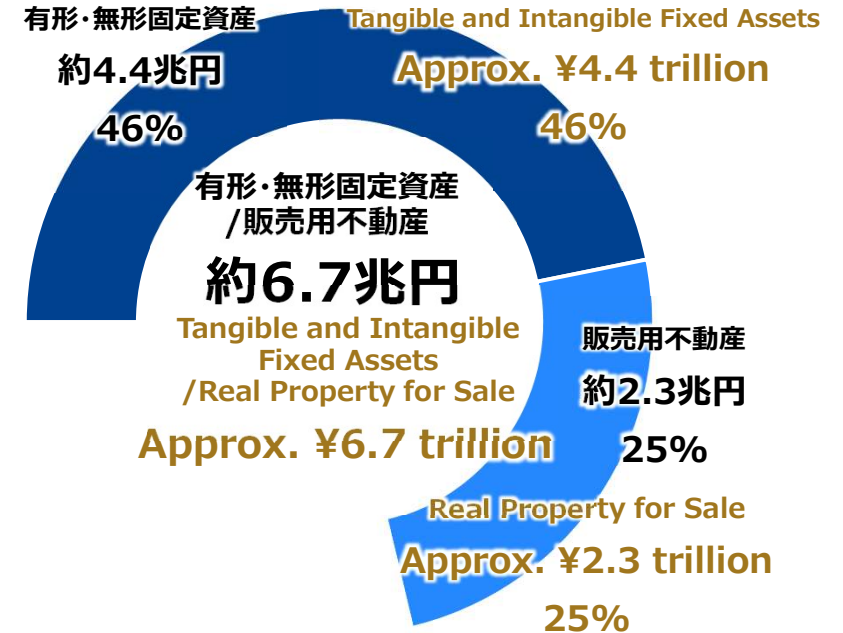 有形・無形固定資産
約4.4兆円
46%
Tangible and Intangible Fixed Assets
Approx. ¥4.4 trillion
46%
有形・無形固定資産
/販売用不動産
約6.7兆円
Tangible and Intangible
Fixed Assets
/Real Property for Sale
Approx. ¥6.7 trillion
販売用不動産
約2.3兆円
25%
Real Property for Sale
Approx. ¥2.3 trillion
25%